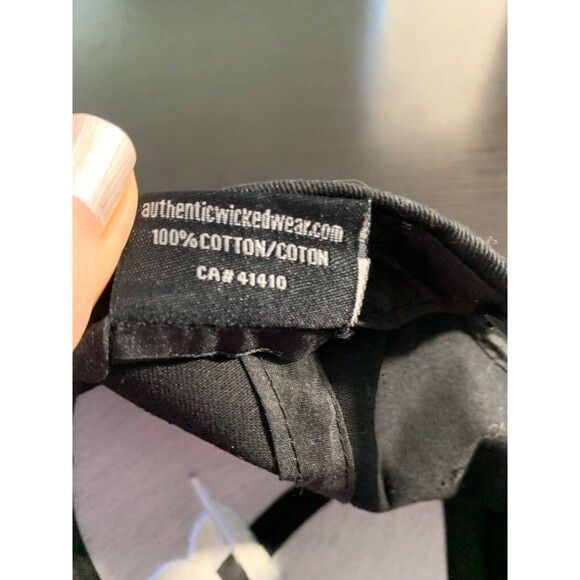 authenticwickedwear.com
100% COTTON/COTON
CA# 41410